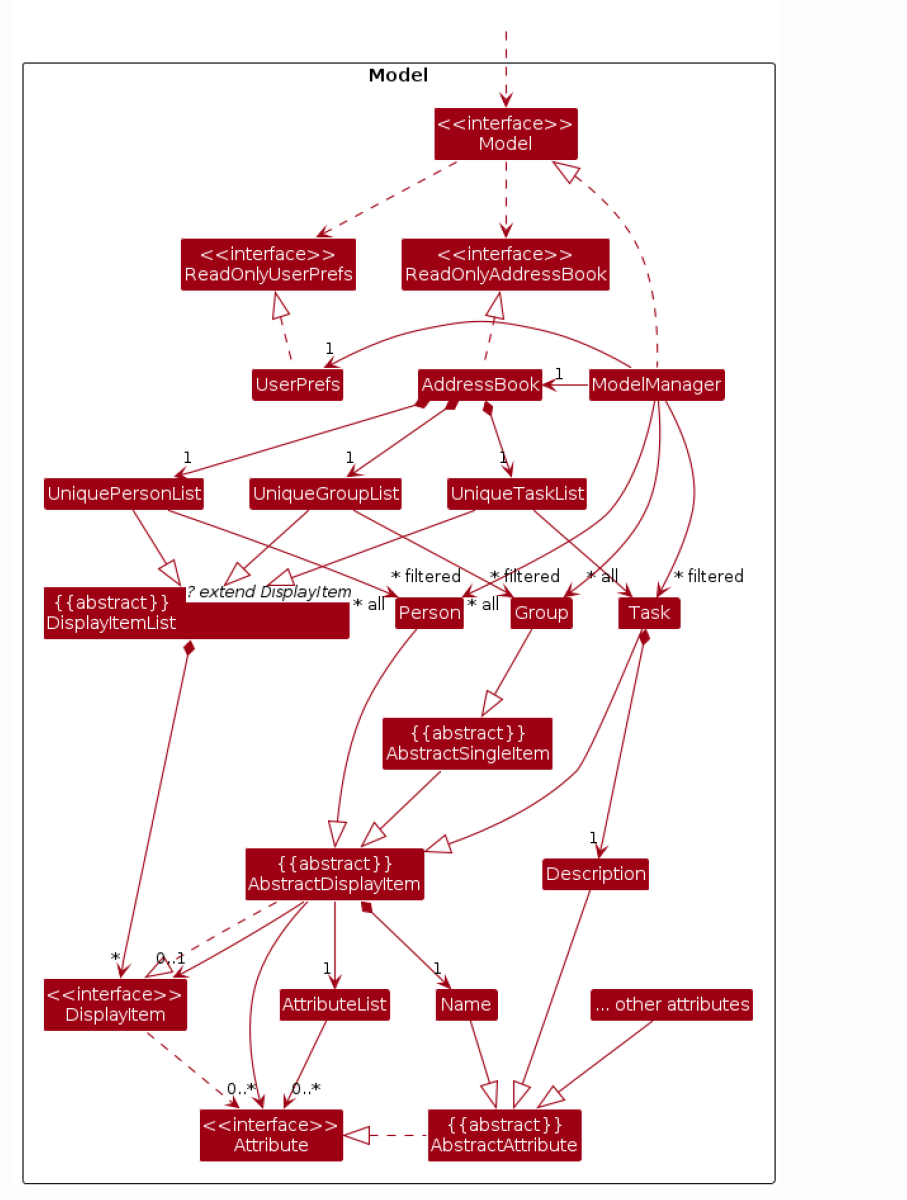 Model
<<interface>>
Model
<<interface>>
ReadOnlyUserPrefs
<<interface>>
ReadOnlyAddressBook
1
UserPrefs
AddressBook
1
ModelManager
1
1
1
UniquePersonList
UniqueGroupList
UniqueTaskList
* filtered
* filtered
* all
* filtered
? extend DisplayItem
{{abstract}}
DisplayItemList
* all
Person
* all
Group
Task
{{abstract}}
AbstractSingleItem
1
{{abstract}}
AbstractDisplayItem
Description
*
0..1
1
1
<<interface>>
DisplayItem
AttributeList
Name
... other attributes
0..*
0..*
<<interface>>
Attribute
{{abstract}}
AbstractAttribute